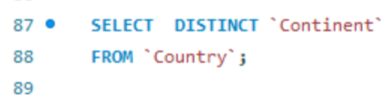 87 SELECT DISTINCT `Continent`
88 FROM `Country`;
89